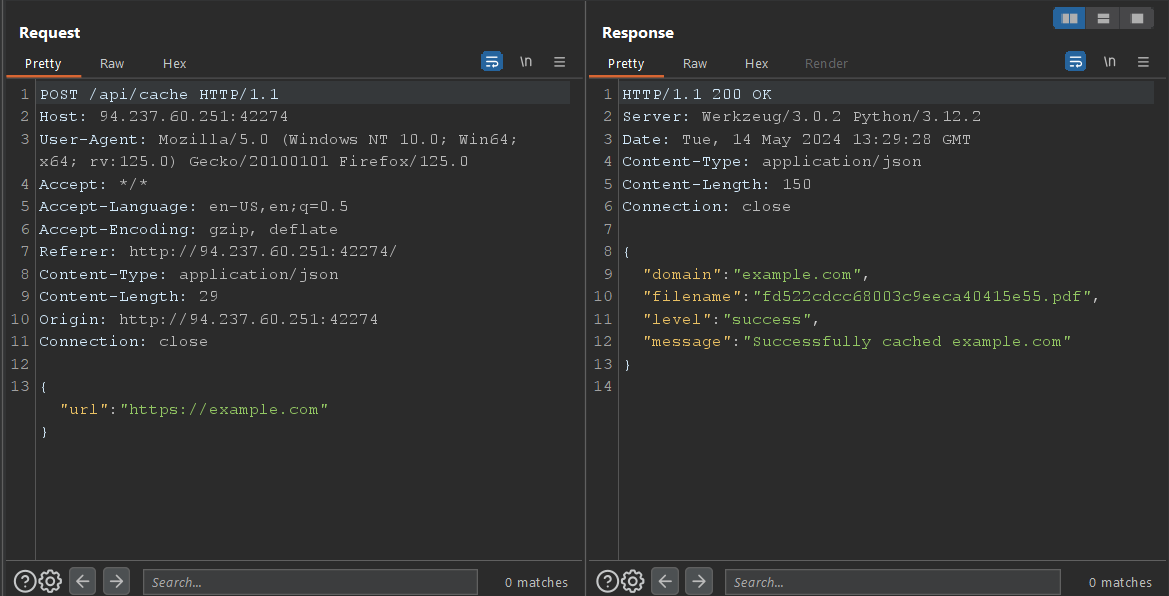 Request
Pretty Raw Hex \n
1 POST /api/cache HTTP/1.1
2 Host: 94.237.60.251:42274
3 User-Agent: Mozilla/5.0 (Windows NT 10.0; Win64;
x64; rv:125.0) Gecko/20100101 Firefox/125.0
4 Accept: */*
5 Accept-Language: en-US,en;q=0.5
6 Accept-Encoding: gzip, deflate
7 Referer: http://94.237.60.251:42274/
8 Content-Type: application/json
9 Content-Length: 29
10 Origin: http://94.237.60.251:42274
11 Connection: close
12
13 {
"url":"https://example.com"
}
Search...
0 matches
Response
Pretty Raw Hex Render \n
1 HTTP/1.1 200 OK
2 Server: Werkzeug/3.0.2 Python/3.12.2
3 Date: Tue, 14 May 2024 13:29:28 GMT
4 Content-Type: application/json
5 Content-Length: 150
6 Connection: close
7
8 {
9 "domain":"example.com",
10 "filename":"fd522cdcc68003c9eeca40415e55.pdf",
11 "level":"success",
12 "message":"Successfully cached example.com"
13 }
14
Search...
0 matches